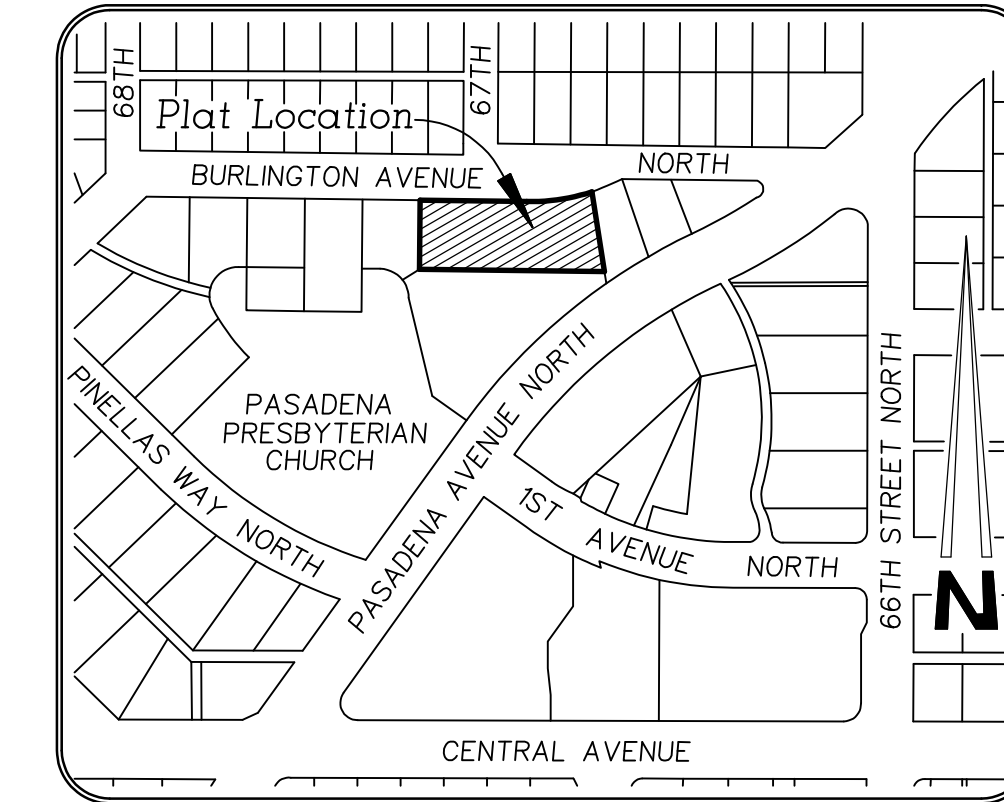 68TH
67TH
Plat Location
BURLINGTON AVENUE NORTH
PASADENA
PRESBYTERIAN
CHURCH
PINELLAS WAY NORTH
PASADENA AVENUE NORTH
1ST AVENUE NORTH
66TH STREET NORTH
N
CENTRAL AVENUE